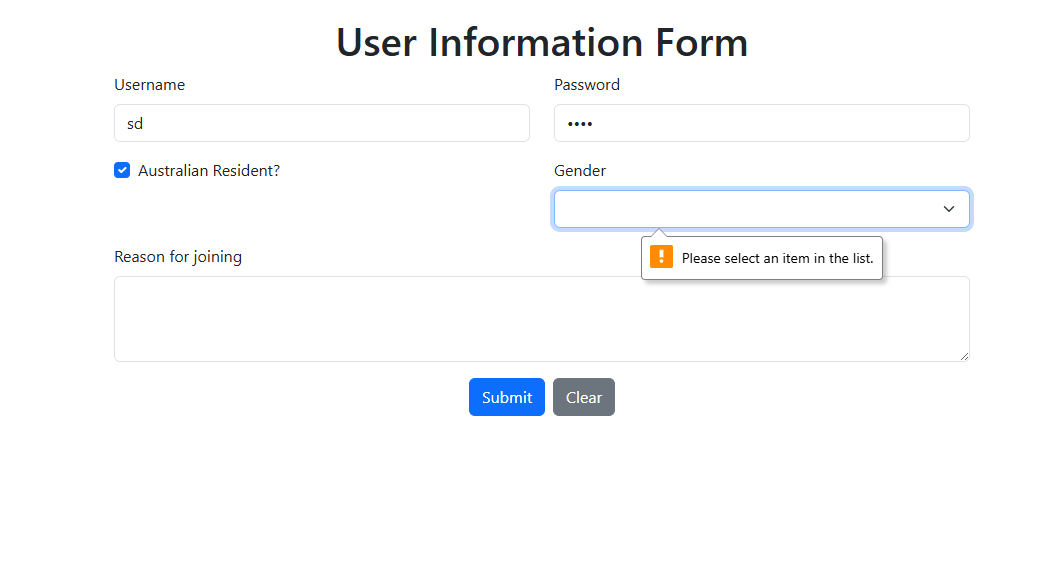 User Information Form
Username
Password
sd
••••
Australian Resident?
Gender
Please select an item in the list.
Reason for joining
Submit
Clear